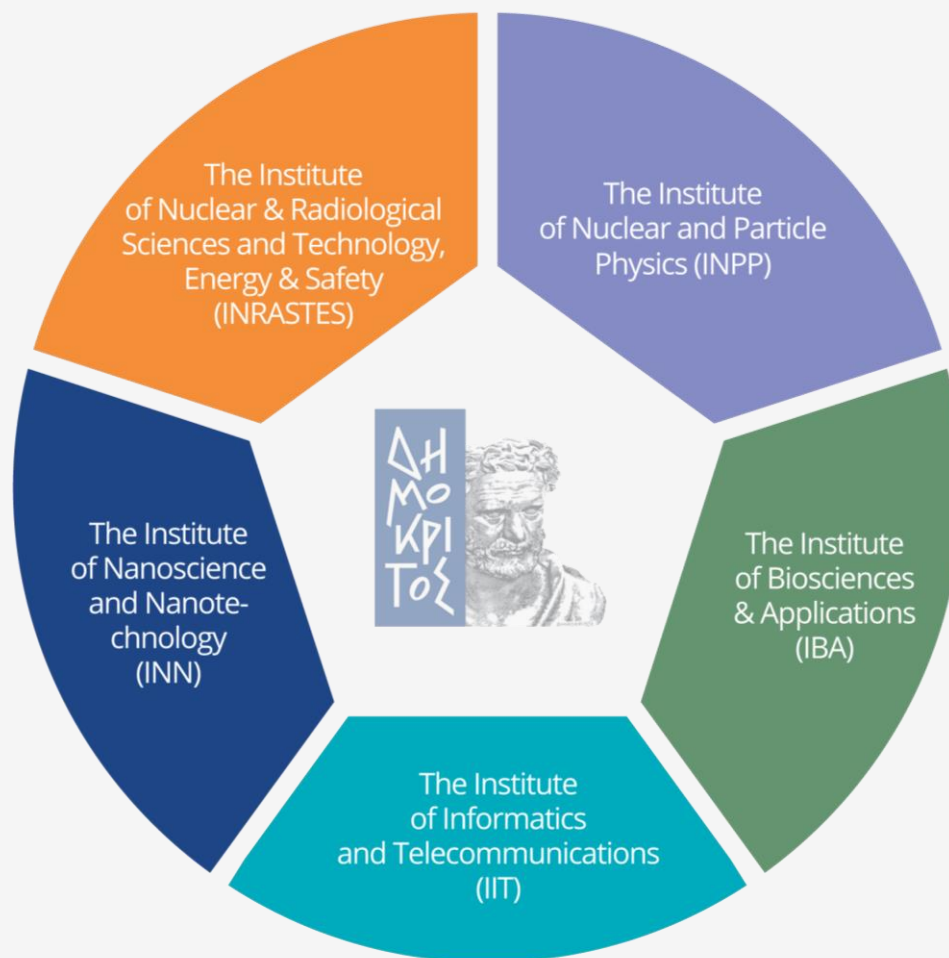 The Institute
of Nuclear & Radiological
Sciences and Technology,
Energy & Safety
(INRASTES)
The Institute
of Nuclear and Particle
Physics (INPP)
ΔΗ
ΜΟ
ΚΡΙ
ΤΟΣ
The Institute
of Nanoscience
and Nanote-
chnology
(INN)
The Institute
of Biosciences
& Applications
(IBA)
The Institute
of Informatics
and Telecommunications
(IIT)